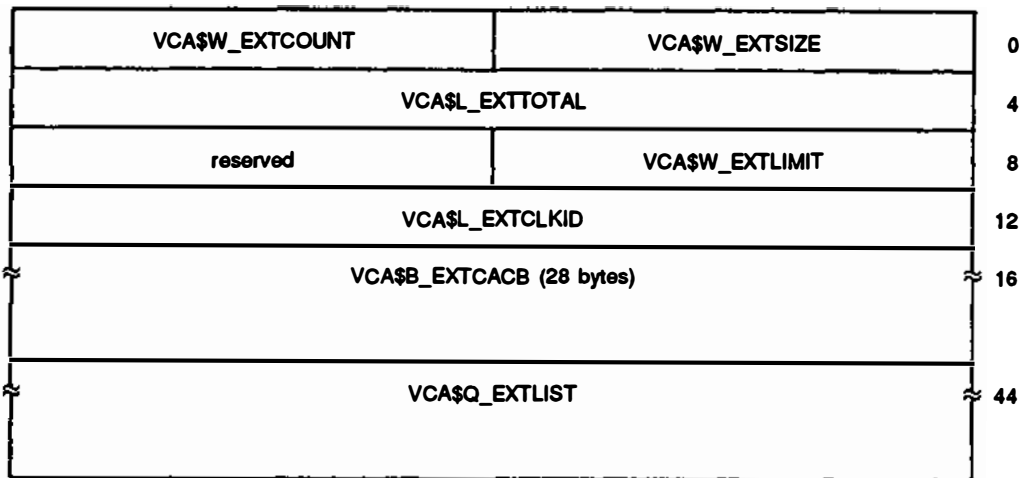 VCA$W_EXTCOUNT VCA$W_EXTSIZE 0
VCA$L_EXTTOTAL 4
reserved VCA$W_EXTLIMIT 8
VCA$L_EXTCLKID 12
VCA$B_EXTCACB (28 bytes) 16
VCA$Q_EXTLIST 44